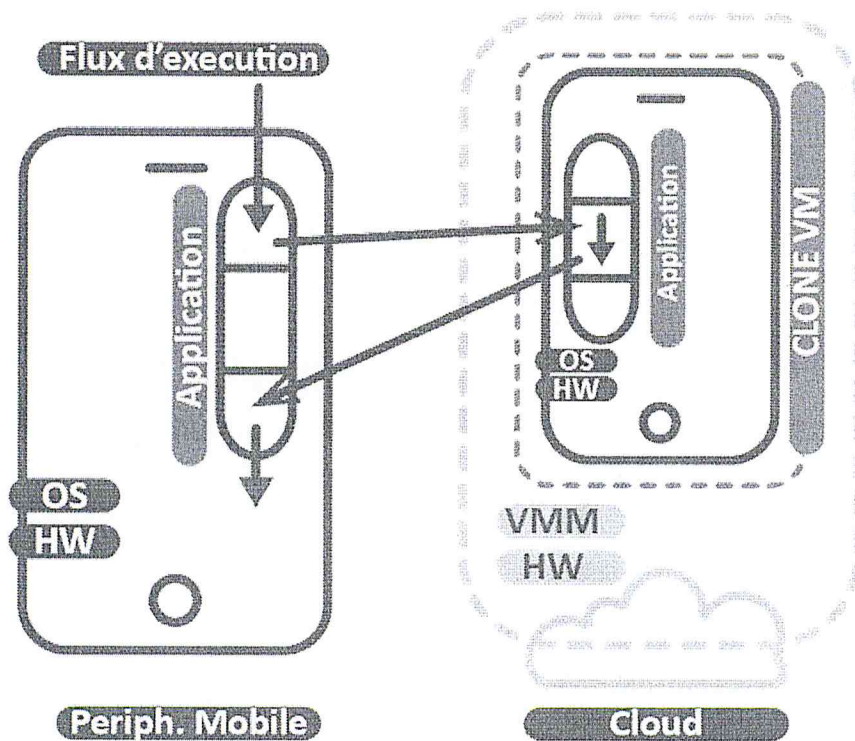 Flux d'execution
Application
OS
HW
Periph. Mobile
Application
CLONE VM
OS
HW
VMM
HW
Cloud